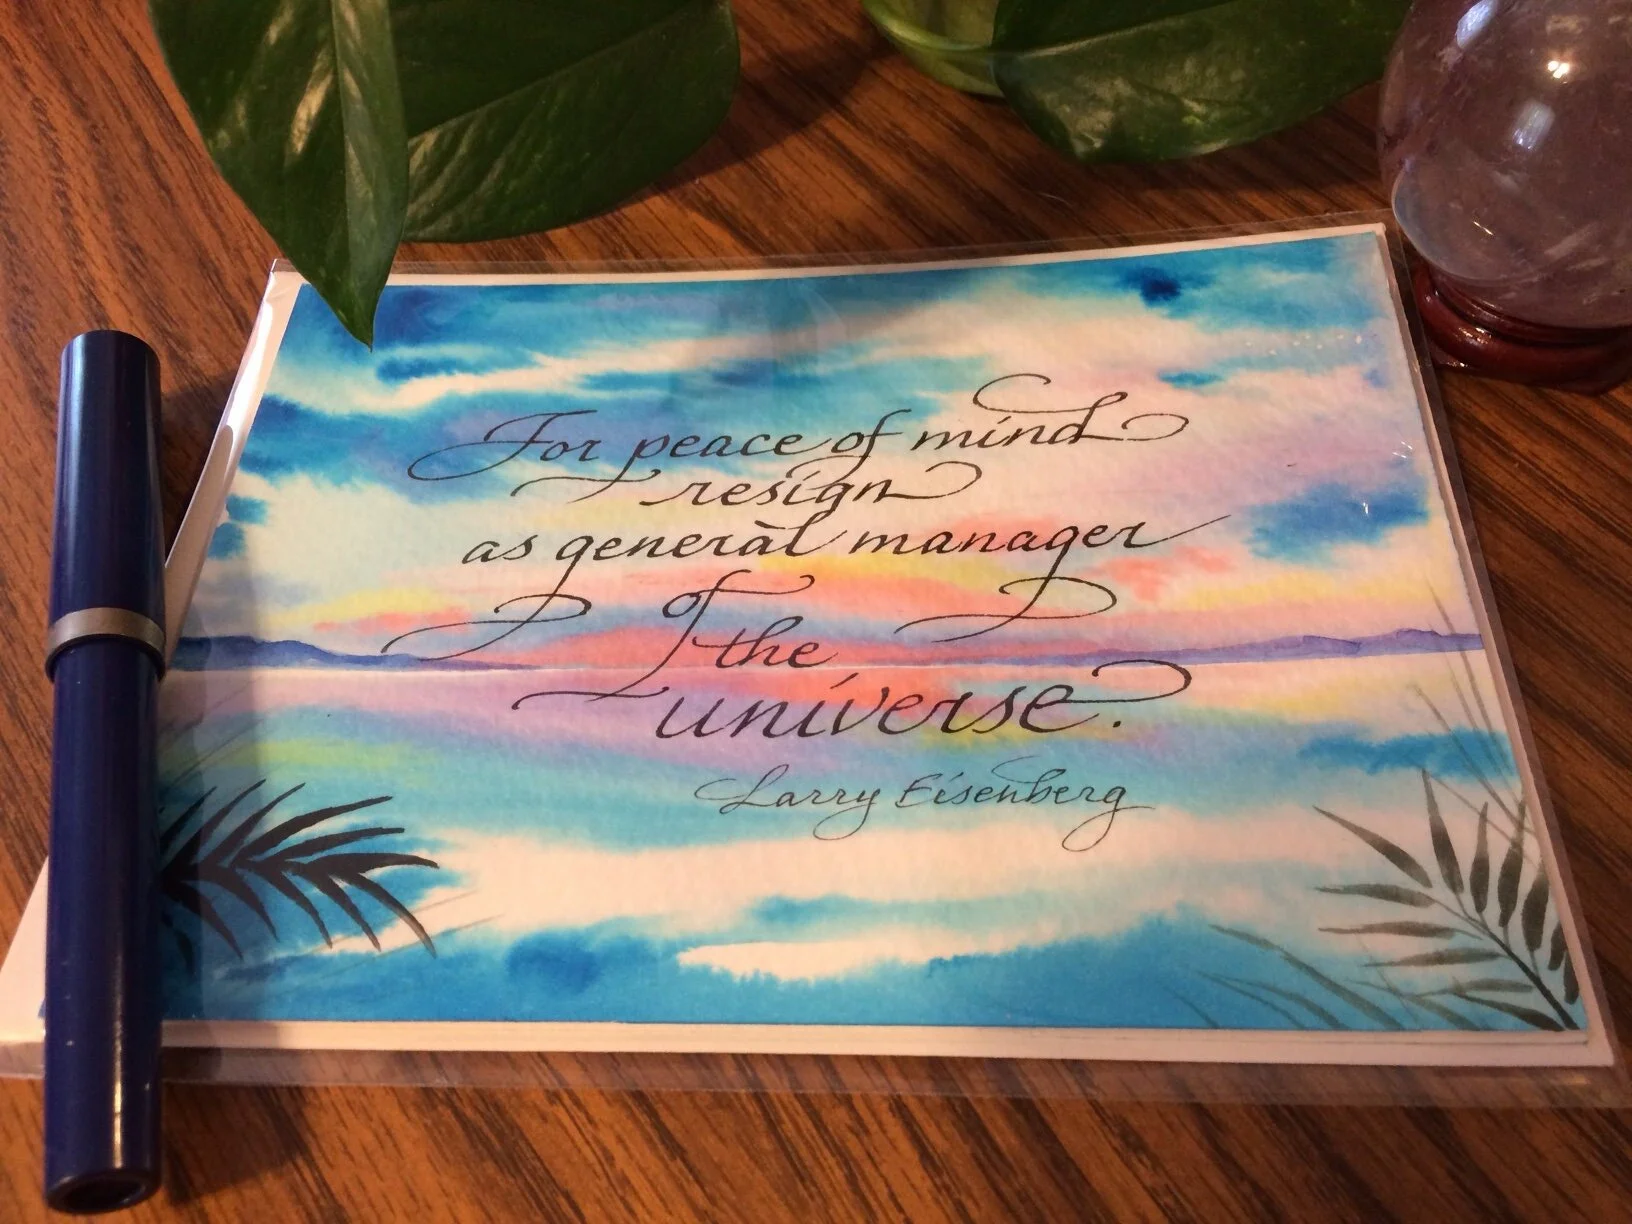 For peace of mind
resign
as general manager
of
the
universe.
Larry Eisenberg